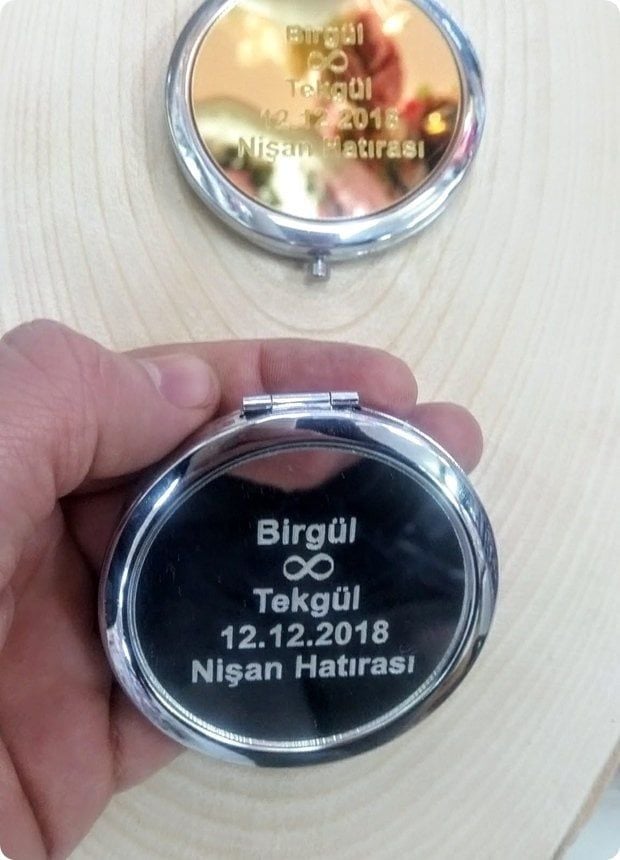 Birgül
∞
Tekgül
12.12.2018
Nişan Hatırası
Birgül
∞
Tekgül
12.12.2018
Nişan Hatırası